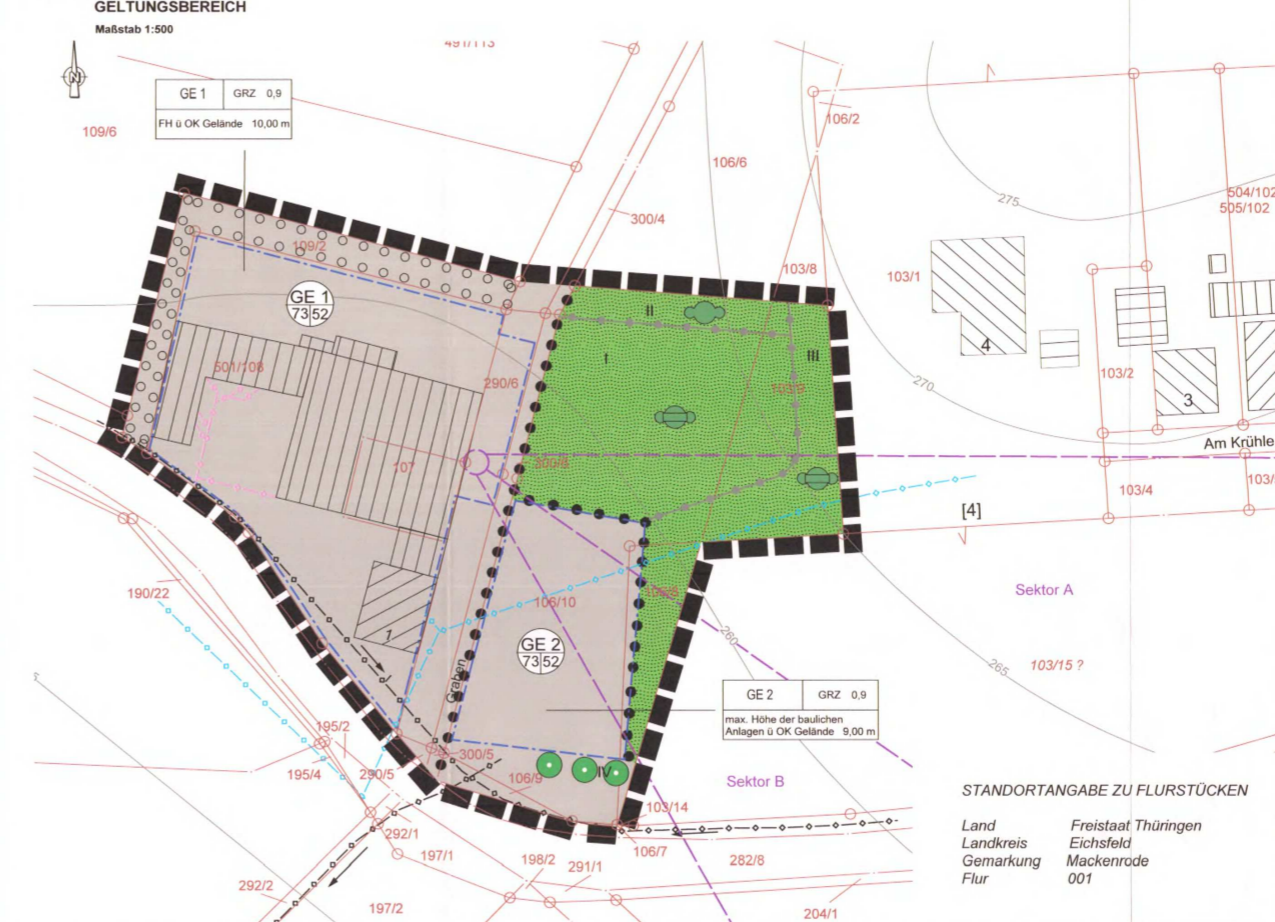 GELTUNGSBEREICH
Maßstab 1:500
491/113
N
GE 1 GRZ 0,9
FH ü OK Gelände 10,00 m
109/6
106/2
106/6
275
504/102
505/102
300/4
109/2
103/8
103/1
GE 1
73 52
II
I
III
4
501/108
290/6
270
103/2
3
103/9
Am Krühle
107
300/6
103/4
103/
[4]
190/22
106/10
Sektor A
1
GE 2
73 52
260
265
103/15 ?
Graben
GE 2 GRZ 0,9
max. Höhe der baulichen
Anlagen ü OK Gelände 9,00 m
195/2
300/5
195/4
290/5
IV
106/9
Sektor B
103/14
STANDORTANGABE ZU FLURSTÜCKEN
Land Freistaat Thüringen
Landkreis Eichsfeld
Gemarkung Mackenrode
Flur 001
292/1
106/7
197/1
198/2
291/1
282/8
292/2
197/2
204/1